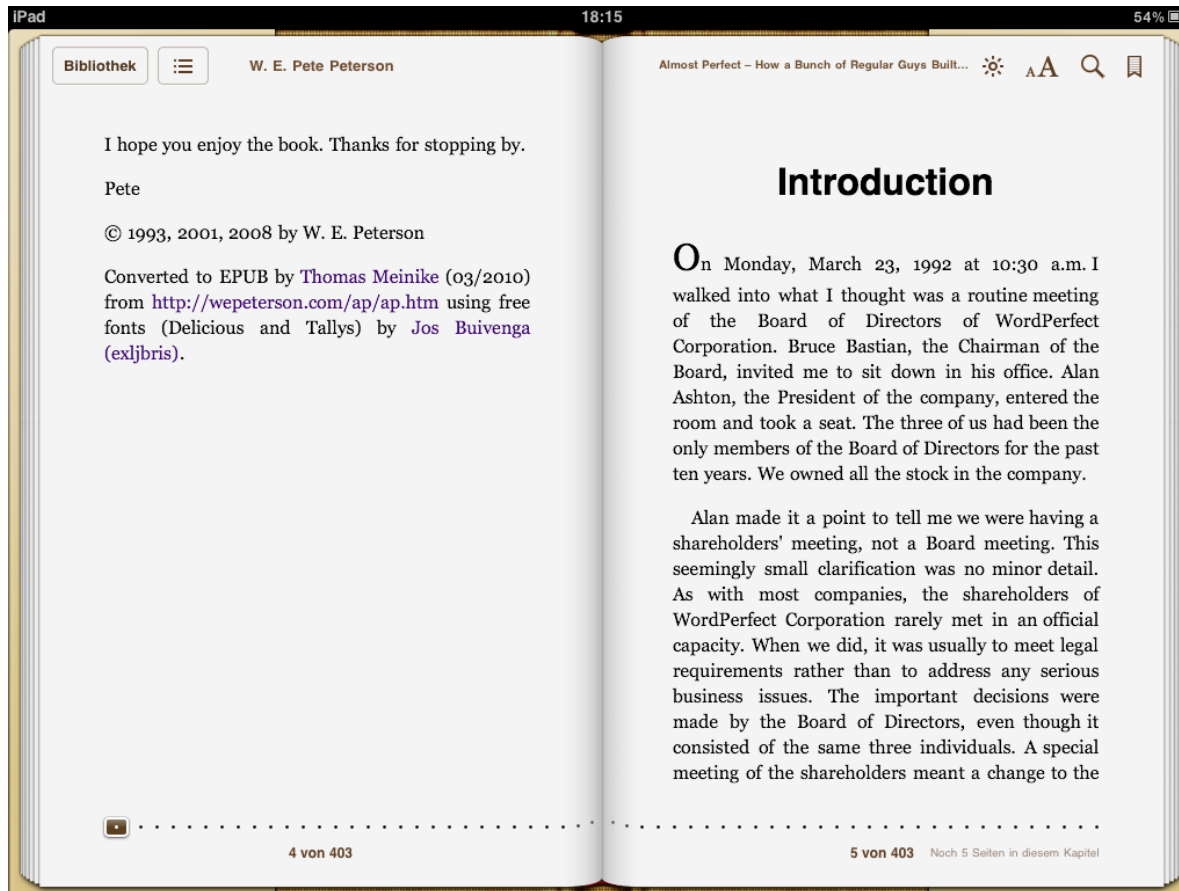 iPad 18:15 54%
Bibliothek W. E. Pete Peterson
I hope you enjoy the book. Thanks for stopping by.
Pete
© 1993, 2001, 2008 by W. E. Peterson
Converted to EPUB by Thomas Meinike (03/2010)
from http://wepeterson.com/ap/ap.htm using free
fonts (Delicious and Tallys) by Jos Buivenga
(exljbris).
4 von 403
Almost Perfect – How a Bunch of Regular Guys Built... AA
Introduction
On Monday, March 23, 1992 at 10:30 a.m. I
walked into what I thought was a routine meeting
of the Board of Directors of WordPerfect
Corporation. Bruce Bastian, the Chairman of the
Board, invited me to sit down in his office. Alan
Ashton, the President of the company, entered the
room and took a seat. The three of us had been the
only members of the Board of Directors for the past
ten years. We owned all the stock in the company.
Alan made it a point to tell me we were having a
shareholders' meeting, not a Board meeting. This
seemingly small clarification was no minor detail.
As with most companies, the shareholders of
WordPerfect Corporation rarely met in an official
capacity. When we did, it was usually to meet legal
requirements rather than to address any serious
business issues. The important decisions were
made by the Board of Directors, even though it
consisted of the same three individuals. A special
meeting of the shareholders meant a change to the
5 von 403 Noch 5 Seiten in diesem Kapitel